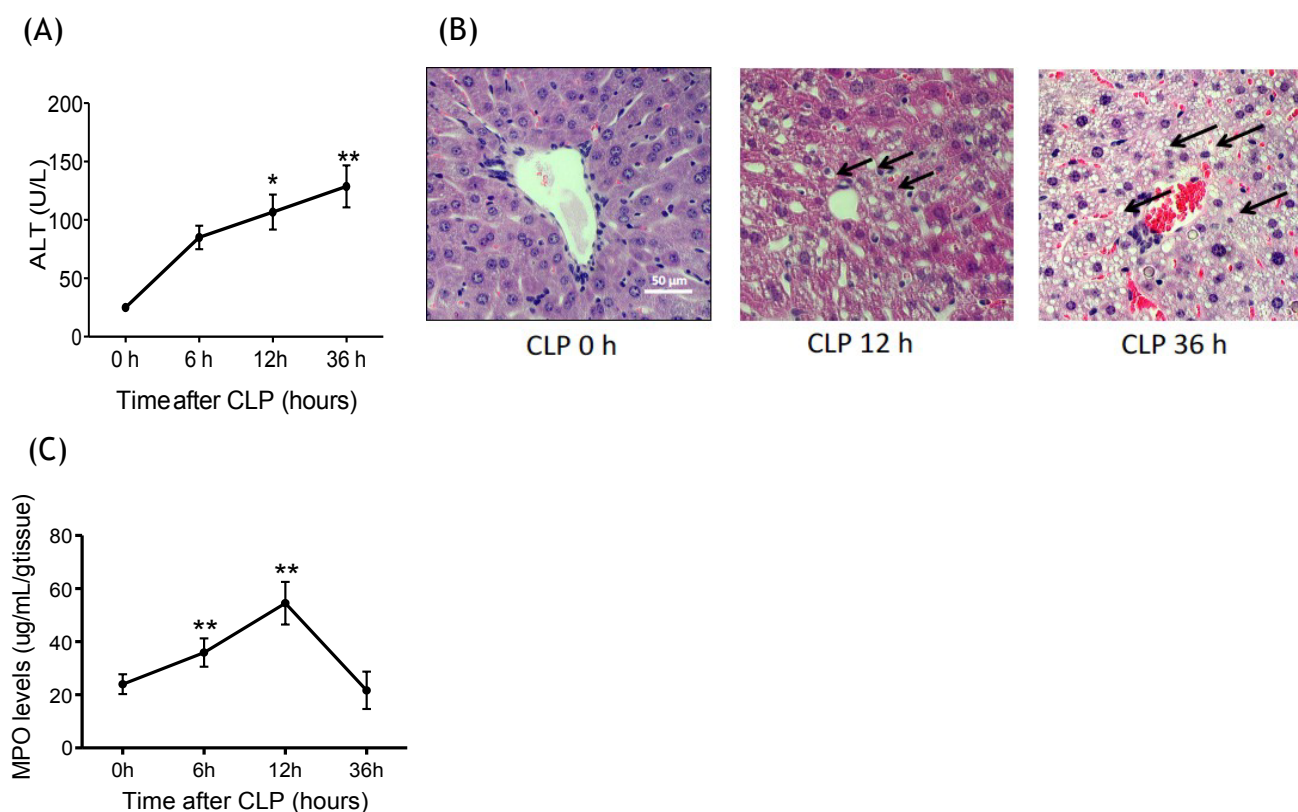 (A)
ALT (U/L)
200
150
100
50
0
*
**
0 h 6 h 12h 36 h
Time after CLP (hours)
(B)
50 µm
CLP 0 h
CLP 12 h
CLP 36 h
(C)
MPO levels (ug/mL/gtissue)
80
60
40
20
0
**
**
0h 6h 12h 36h
Time after CLP (hours)